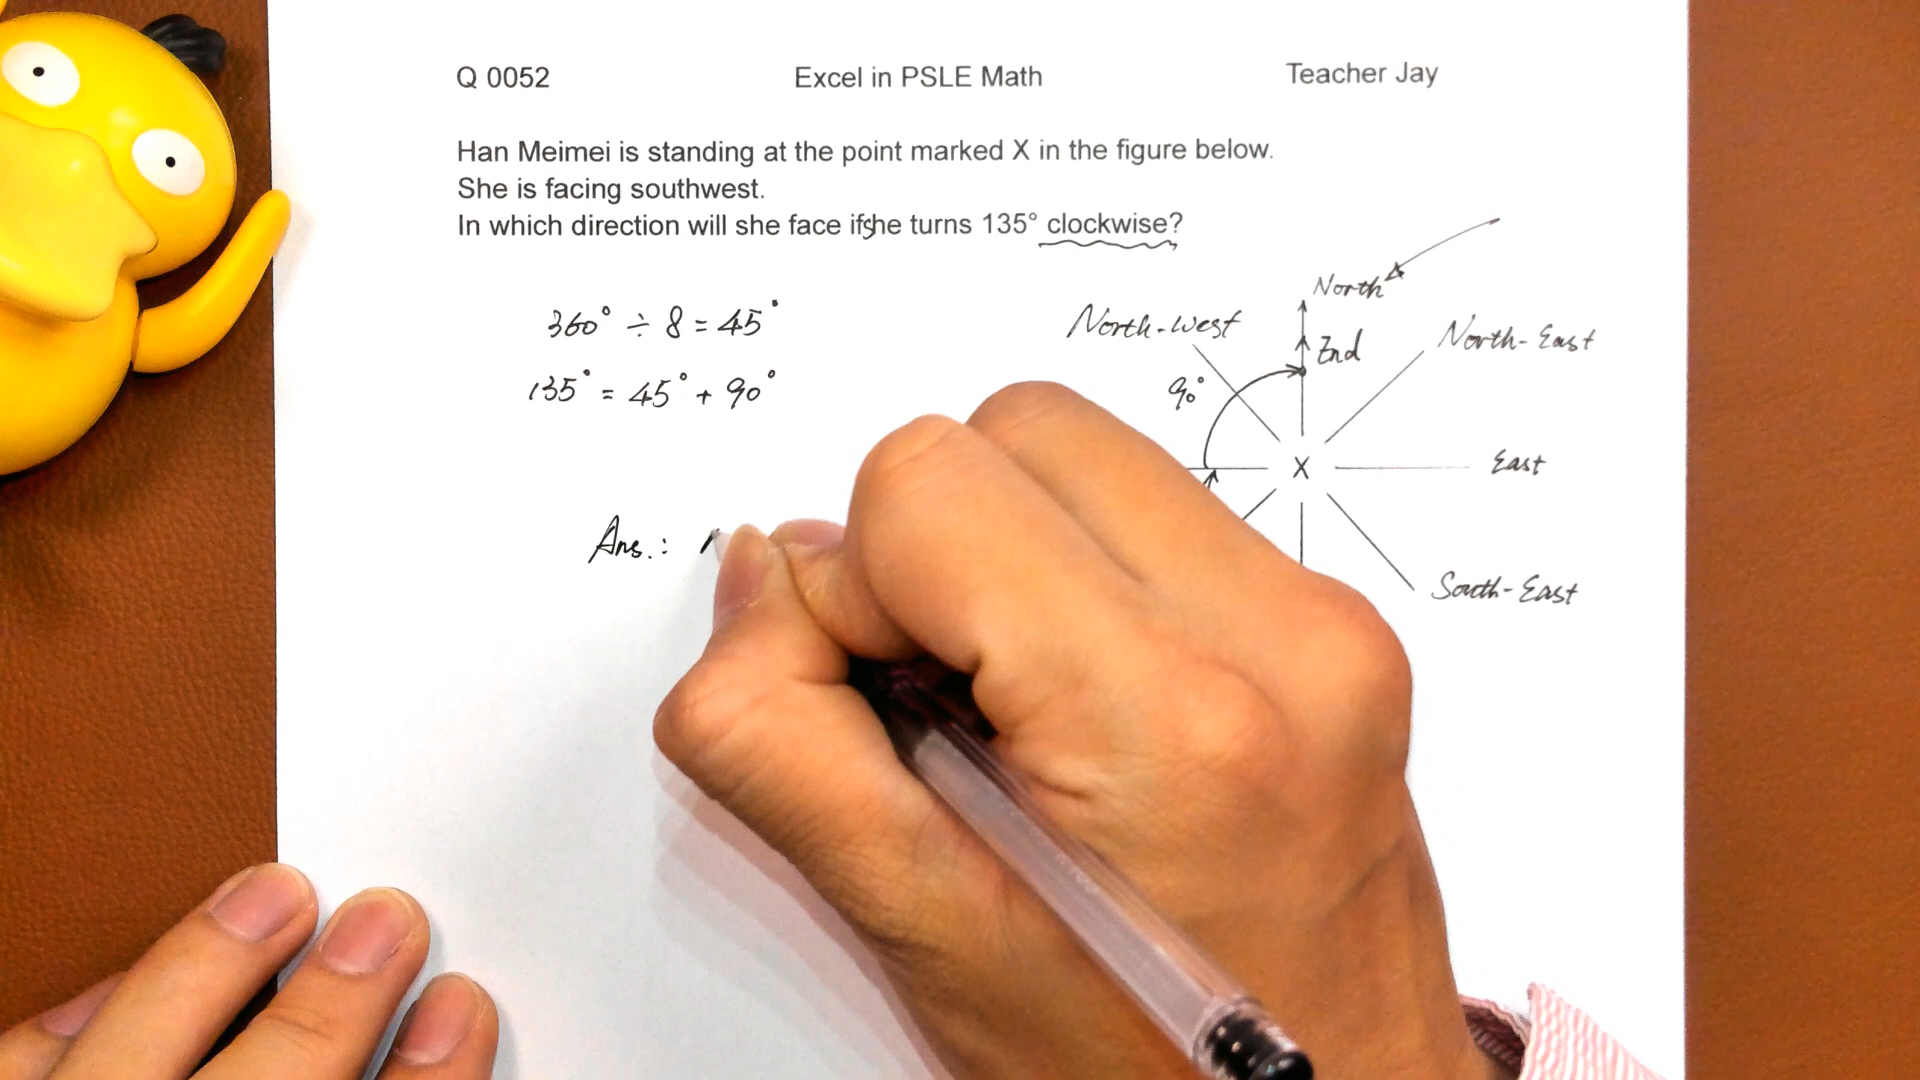 Q 0052 Excel in PSLE Math Teacher Jay
Han Meimei is standing at the point marked X in the figure below.
She is facing southwest.
In which direction will she face if she turns 135° clockwise?
North
360° ÷ 8 = 45°
North-West
End
North-East
135° = 45° + 90°
90°
X
East
Ans.:
South-East